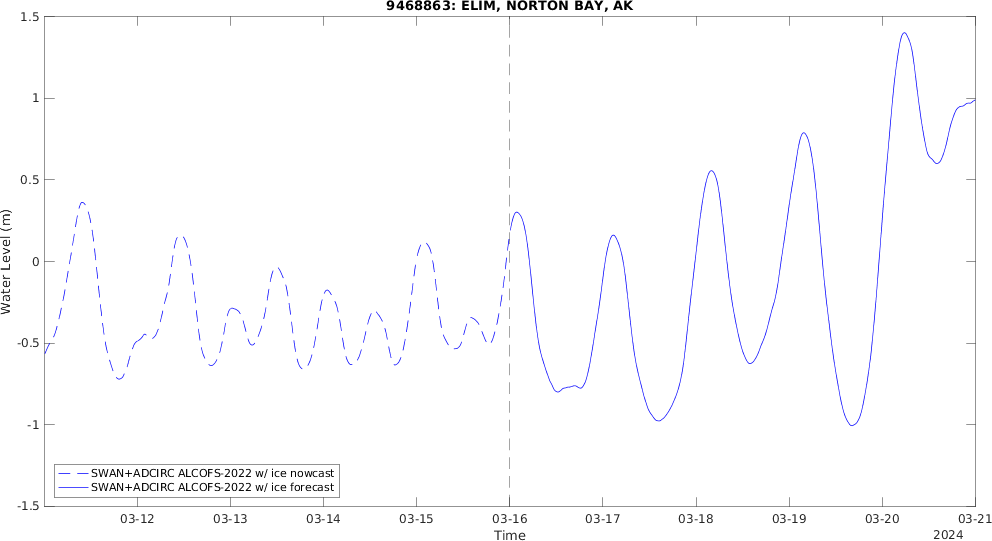 9468863: ELIM, NORTON BAY, AK
1.5
1
0.5
0
-0.5
-1
-1.5
Water Level (m)
SWAN+ADCIRC ALCOFS-2022 w/ ice nowcast
SWAN+ADCIRC ALCOFS-2022 w/ ice forecast
03-12 03-13 03-14 03-15 03-16 03-17 03-18 03-19 03-20 03-21
Time
2024